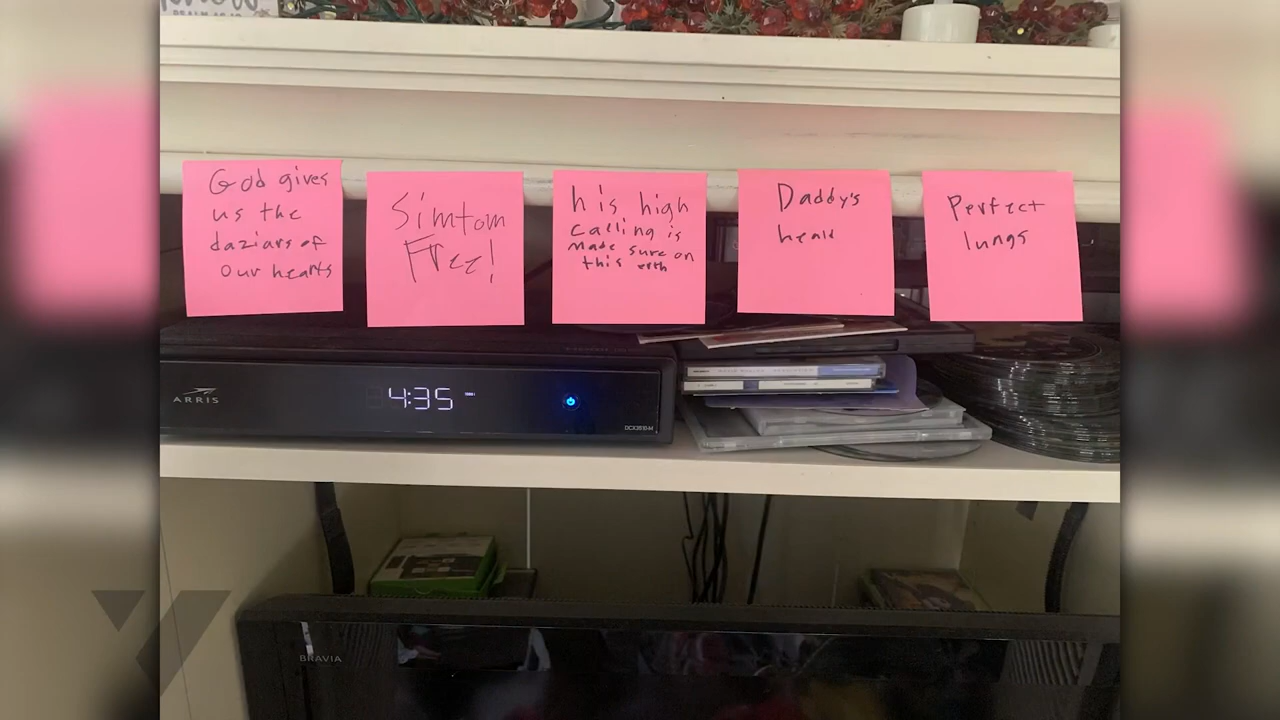 God gives
us the
daziars of
our hearts
Simtom
Free!
his high
calling is
made sure on
this erth
Daddy's
heald
Perfect
lungs
ARRIS
4:35
BRAVIA